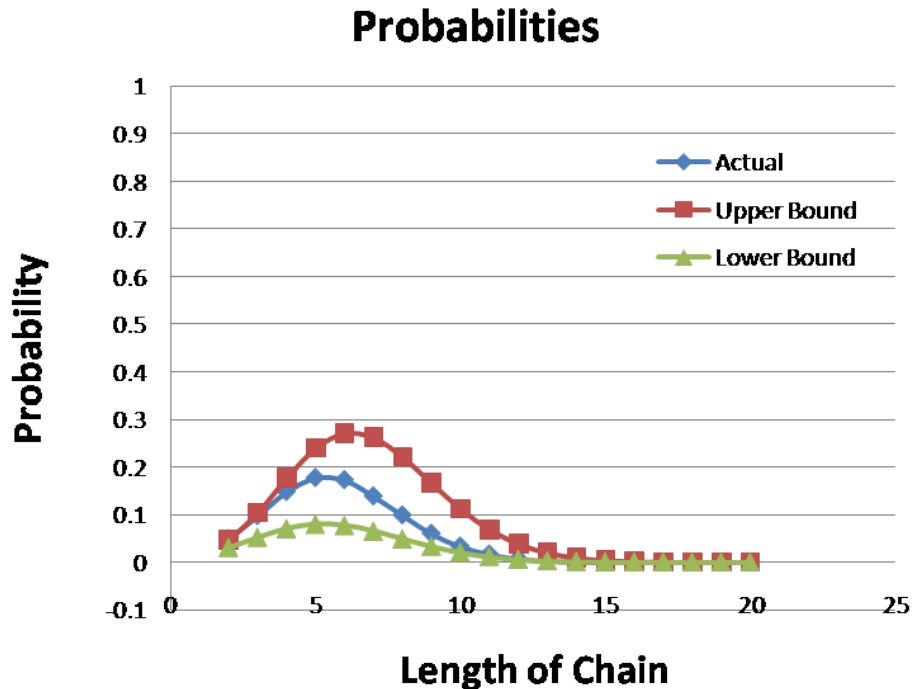 Probabilities
1
0.9
0.8
0.7
0.6
0.5
0.4
0.3
0.2
0.1
0
-0.1
Probability
Actual
Upper Bound
Lower Bound
0 5 10 15 20 25
Length of Chain